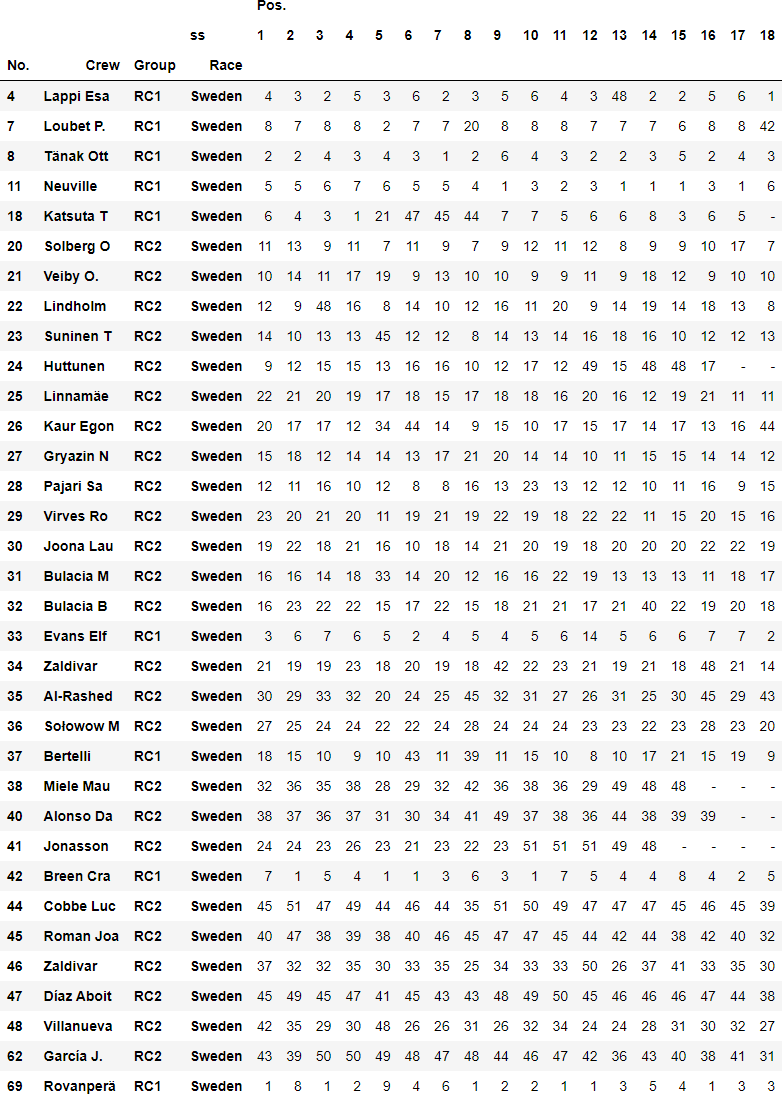 Pos.
ss 1 2 3 4 5 6 7 8 9 10 11 12 13 14 15 16 17 18
No. Crew Group Race
4 Lappi Esa RC1 Sweden 4 3 2 5 3 6 2 3 5 6 4 3 48 2 2 5 6 1
7 Loubet P. RC1 Sweden 8 7 8 8 2 7 7 20 8 8 8 7 7 7 6 8 8 42
8 Tänak Ott RC1 Sweden 2 2 4 3 4 3 1 2 6 4 3 2 2 3 5 2 4 3
11 Neuville RC1 Sweden 5 5 6 7 6 5 5 4 1 3 2 3 1 1 1 3 1 6
18 Katsuta T RC1 Sweden 6 4 3 1 21 47 45 44 7 7 5 6 6 8 3 6 5 -
20 Solberg O RC2 Sweden 11 13 9 11 7 11 9 7 9 12 11 12 8 9 9 10 17 7
21 Veiby O. RC2 Sweden 10 14 11 17 19 9 13 10 10 9 9 11 9 18 12 9 10 10
22 Lindholm RC2 Sweden 12 9 48 16 8 14 10 12 16 11 20 9 14 19 14 18 13 8
23 Suninen T RC2 Sweden 14 10 13 13 45 12 12 8 14 13 14 16 18 16 10 12 12 13
24 Huttunen RC2 Sweden 9 12 15 15 13 16 16 10 12 17 12 49 15 48 48 17 - -
25 Linnamäe RC2 Sweden 22 21 20 19 17 18 15 17 18 18 16 20 16 12 19 21 11 11
26 Kaur Egon RC2 Sweden 20 17 17 12 34 44 14 9 15 10 17 15 17 14 17 13 16 44
27 Gryazin N RC2 Sweden 15 18 12 14 14 13 17 21 20 14 14 10 11 15 15 14 14 12
28 Pajari Sa RC2 Sweden 12 11 16 10 12 8 8 16 13 23 13 12 12 10 11 16 9 15
29 Virves Ro RC2 Sweden 23 20 21 20 11 19 21 19 22 19 18 22 22 11 15 20 15 16
30 Joona Lau RC2 Sweden 19 22 18 21 16 10 18 14 21 20 19 18 20 20 20 22 22 19
31 Bulacia M RC2 Sweden 16 16 14 18 33 14 20 12 16 16 22 19 13 13 13 11 18 17
32 Bulacia B RC2 Sweden 16 23 22 22 15 17 22 15 18 21 21 17 21 40 22 19 20 18
33 Evans Elf RC1 Sweden 3 6 7 6 5 2 4 5 4 5 6 14 5 6 6 7 7 2
34 Zaldivar RC2 Sweden 21 19 19 23 18 20 19 18 42 22 23 21 19 21 18 48 21 14
35 Al-Rashed RC2 Sweden 30 29 33 32 20 24 25 45 32 31 27 26 31 25 30 45 29 43
36 Sołowow M RC2 Sweden 27 25 24 24 22 22 24 28 24 24 24 23 23 22 23 28 23 20
37 Bertelli RC1 Sweden 18 15 10 9 10 43 11 39 11 15 10 8 10 17 21 15 19 9
38 Miele Mau RC2 Sweden 32 36 35 38 28 29 32 42 36 38 36 29 49 48 48 - - -
40 Alonso Da RC2 Sweden 38 37 36 37 31 30 34 41 49 37 38 36 44 38 39 39 - -
41 Jonasson RC2 Sweden 24 24 23 26 23 21 23 22 23 51 51 51 49 48 - - - -
42 Breen Cra RC1 Sweden 7 1 5 4 1 1 3 6 3 1 7 5 4 4 8 4 2 5
44 Cobbe Luc RC2 Sweden 45 51 47 49 44 46 44 35 51 50 49 47 47 47 45 46 45 39
45 Roman Joa RC2 Sweden 40 47 38 39 38 40 46 45 47 47 45 44 42 44 38 42 40 32
46 Zaldivar RC2 Sweden 37 32 32 35 30 33 35 25 34 33 33 50 26 37 41 33 35 30
47 Díaz Aboit RC2 Sweden 45 49 45 47 41 45 43 43 48 49 50 45 46 46 46 47 44 38
48 Villanueva RC2 Sweden 42 35 29 30 48 26 26 31 26 32 34 24 24 28 31 30 32 27
62 García J. RC2 Sweden 43 39 50 50 49 48 47 48 44 46 47 42 36 43 40 38 41 31
69 Rovanperä RC1 Sweden 1 8 1 2 9 4 6 1 2 2 1 1 3 5 4 1 3 3